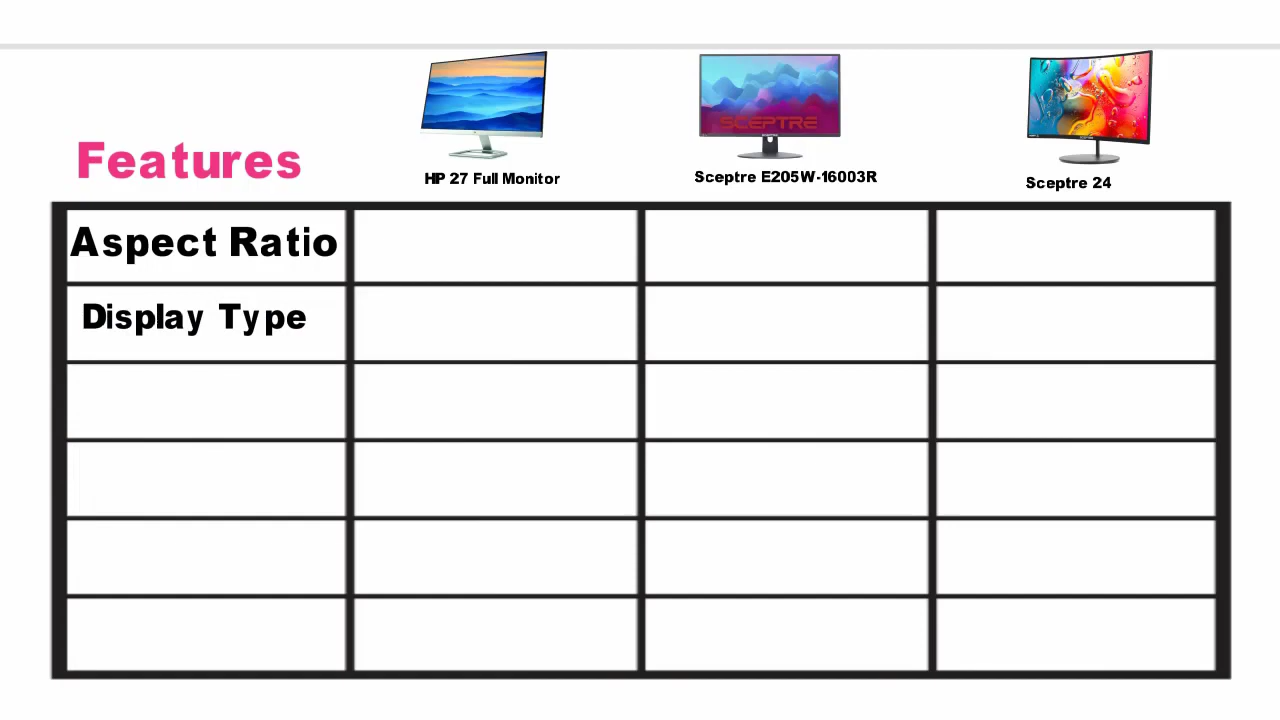 SCEPTRE
Features
HP 27 Full Monitor
Sceptre E205W-16003R
Sceptre 24
Aspect Ratio
Display Type